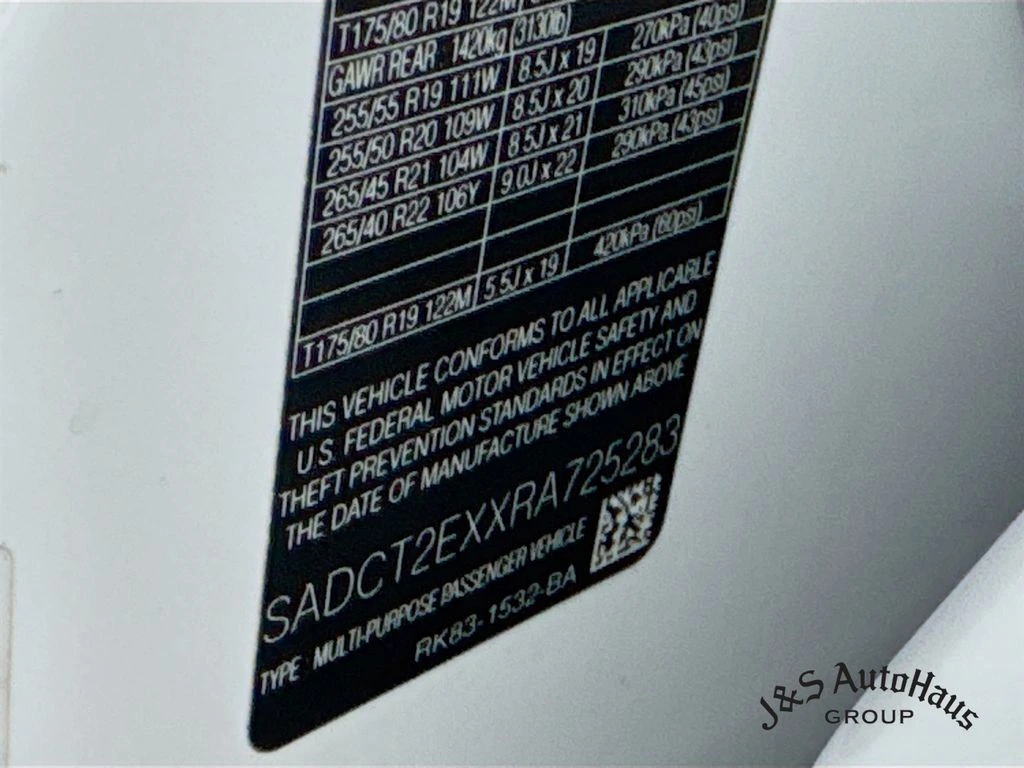 T175/80 R19 122M
GAWR REAR 1420kg (3130lb)
255/55 R19 111W 8.5J x 19 270kPa (40psi)
255/50 R20 109W 8.5J x 20 290kPa (43psi)
265/45 R21 104W 8.5J x 21 310kPa (45psi)
265/40 R22 106Y 9.0J x 22 290kPa (43psi)
T175/80 R19 122M 5.5J x 19 420kPa (60psi)
THIS VEHICLE CONFORMS TO ALL APPLICABLE
U.S. FEDERAL MOTOR VEHICLE SAFETY AND
THEFT PREVENTION STANDARDS IN EFFECT ON
THE DATE OF MANUFACTURE SHOWN ABOVE
SADCT2EXXRA725283
TYPE MULTI-PURPOSE PASSENGER VEHICLE
RK83-1532-BA
J&S AutoHaus
GROUP